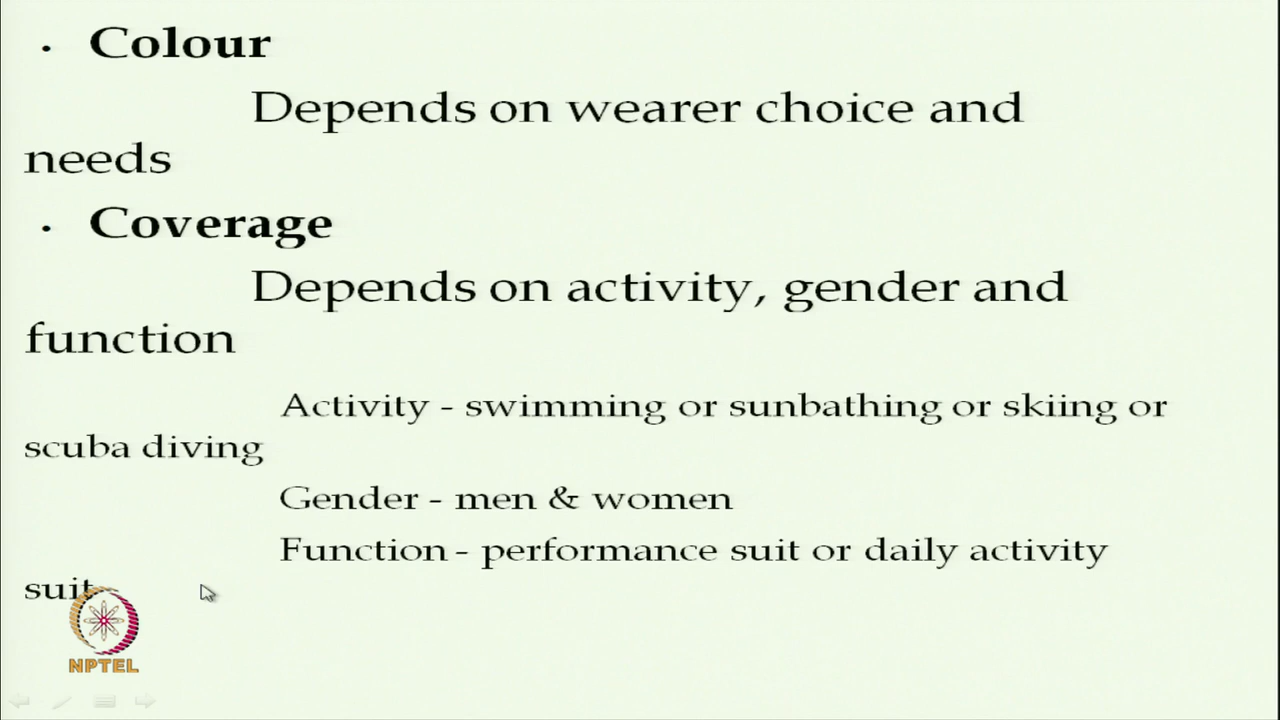 • Colour
Depends on wearer choice and
needs
• Coverage
Depends on activity, gender and
function
Activity - swimming or sunbathing or skiing or
scuba diving
Gender - men & women
Function - performance suit or daily activity
suit
NPTEL